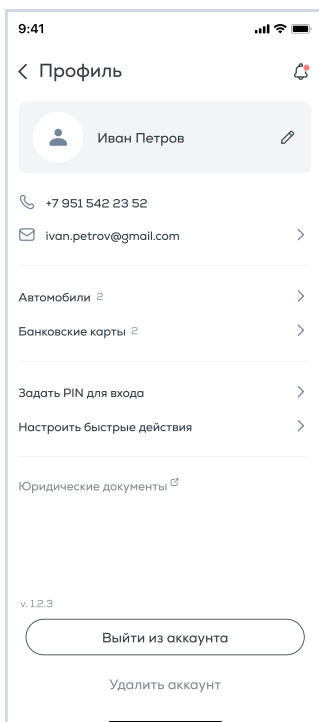 9:41
Профиль
Иван Петров
+7 951 542 23 52
ivan.petrov@gmail.com
Автомобили 2
Банковские карты 2
Задать PIN для входа
Настроить быстрые действия
Юридические документы
v. 1.2.3
Выйти из аккаунта
Удалить аккаунт